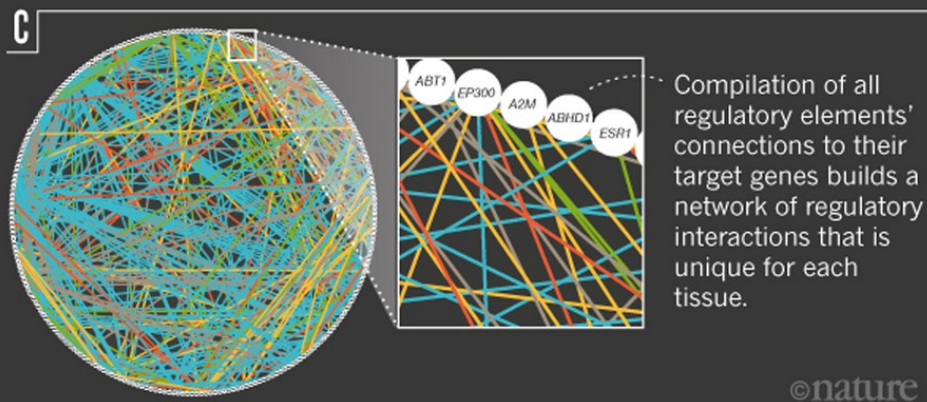 C
ABT1
EP300
A2M
ABHD1
ESR1
Compilation of all
regulatory elements’
connections to their
target genes builds a
network of regulatory
interactions that is
unique for each
tissue.
©nature